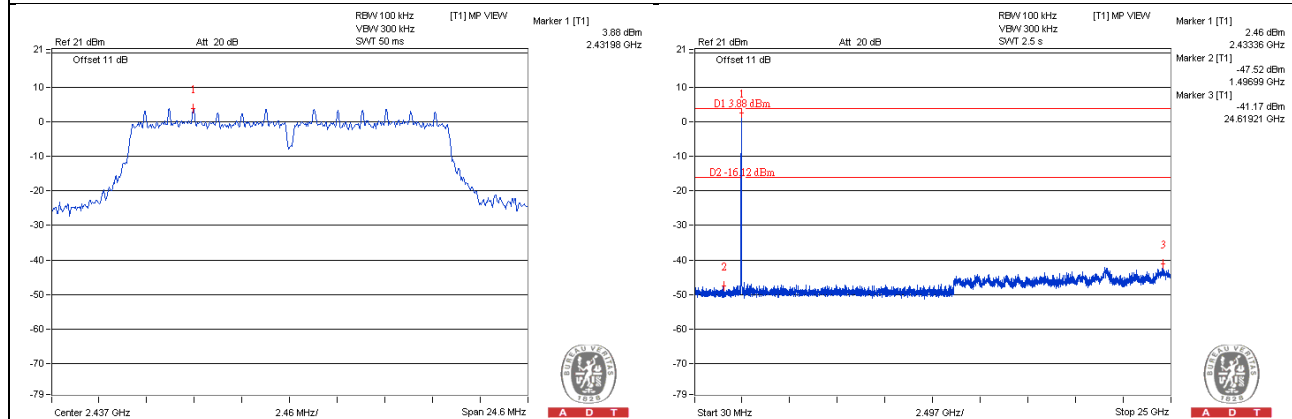 RBW 100 kHz [T1] MP VIEW
VBW 300 kHz
Ref 21 dBm Att 20 dB SWT 50 ms
Marker 1 [T1]
3.88 dBm
2.43198 GHz
21
Offset 11 dB
10
0
-10
-20
-30
-40
-50
-60
-70
-79
1
Center 2.437 GHz 2.46 MHz/ Span 24.6 MHz
BUREAU VERITAS
1828
A D T
RBW 100 kHz [T1] MP VIEW
VBW 300 kHz
Ref 21 dBm Att 20 dB SWT 2.5 s
Marker 1 [T1]
2.46 dBm
2.43336 GHz
Marker 2 [T1]
-47.52 dBm
1.49699 GHz
Marker 3 [T1]
-41.17 dBm
24.61921 GHz
21
Offset 11 dB
10
0
-10
-20
-30
-40
-50
-60
-70
-79
1
D1 3.88 dBm
D2 -16.12 dBm
2
3
Start 30 MHz 2.497 GHz/ Stop 25 GHz
BUREAU VERITAS
1828
A D T